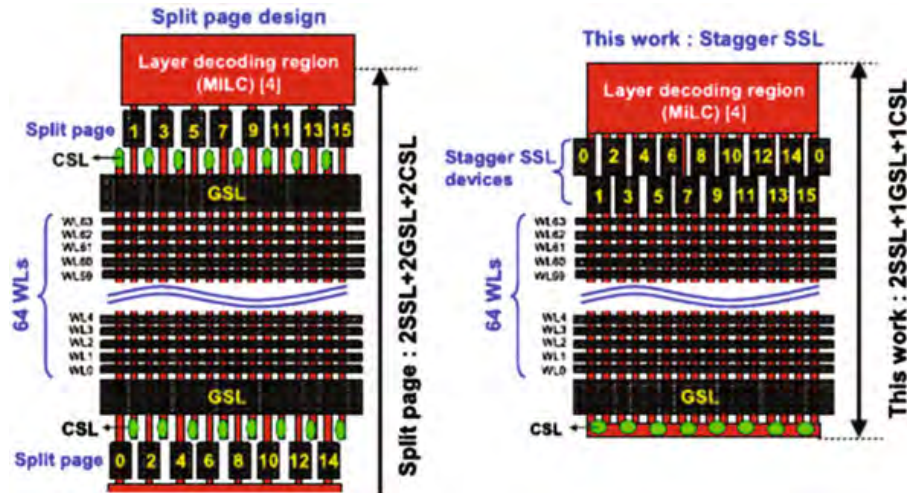 Split page design
Layer decoding region
(MiLC) [4]
Split page
1 3 5 7 9 11 13 15
CSL
GSL
WL63
WL62
WL61
WL60
WL59
64 WLs
WL4
WL3
WL2
WL1
WL0
GSL
CSL
Split page
0 2 4 6 8 10 12 14
Split page : 2SSL+2GSL+2CSL
This work : Stagger SSL
Layer decoding region
(MiLC) [4]
Stagger SSL
devices
0 2 4 6 8 10 12 14 0
1 3 5 7 9 11 13 15
GSL
WL63
WL62
WL61
WL60
WL59
64 WLs
WL4
WL3
WL2
WL1
WL0
GSL
CSL
This work : 2SSL+1GSL+1CSL